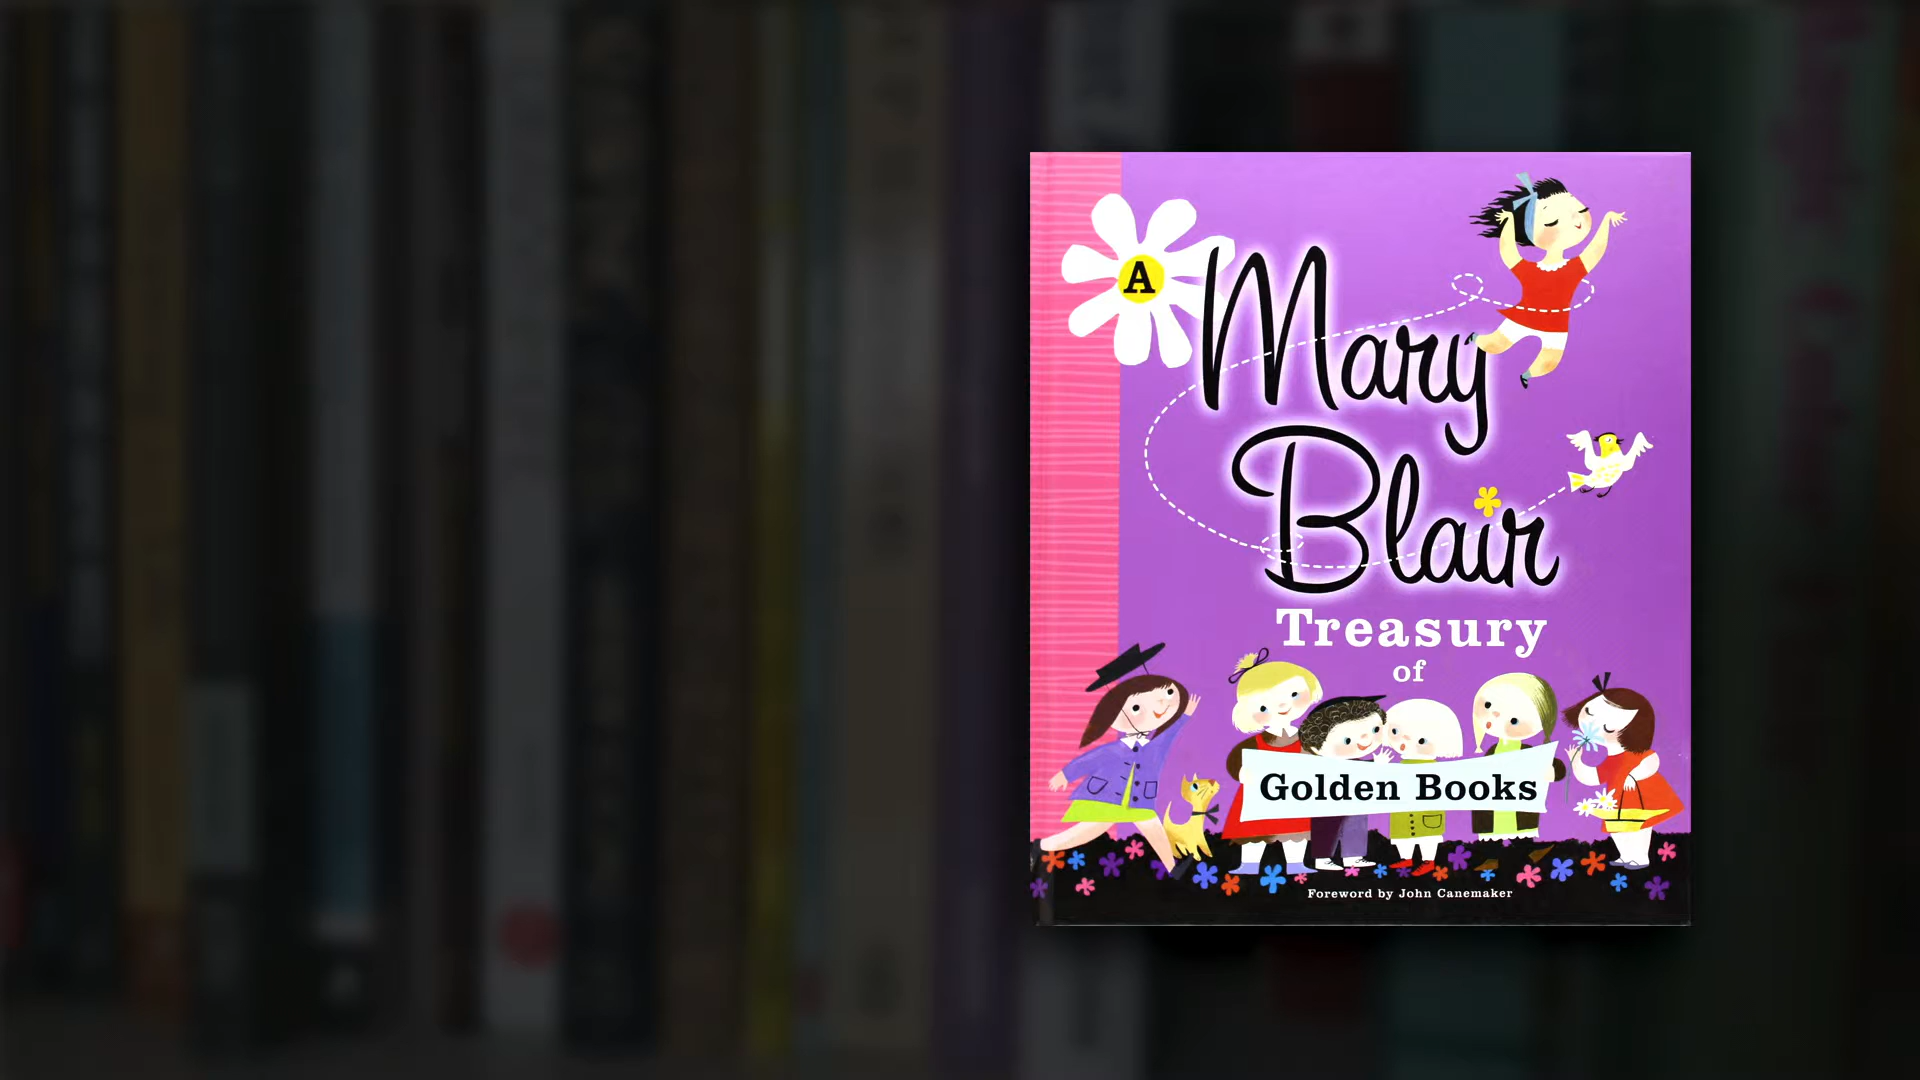 A
Mary
Blair
Treasury
of
Golden Books
Foreword by John Canemaker